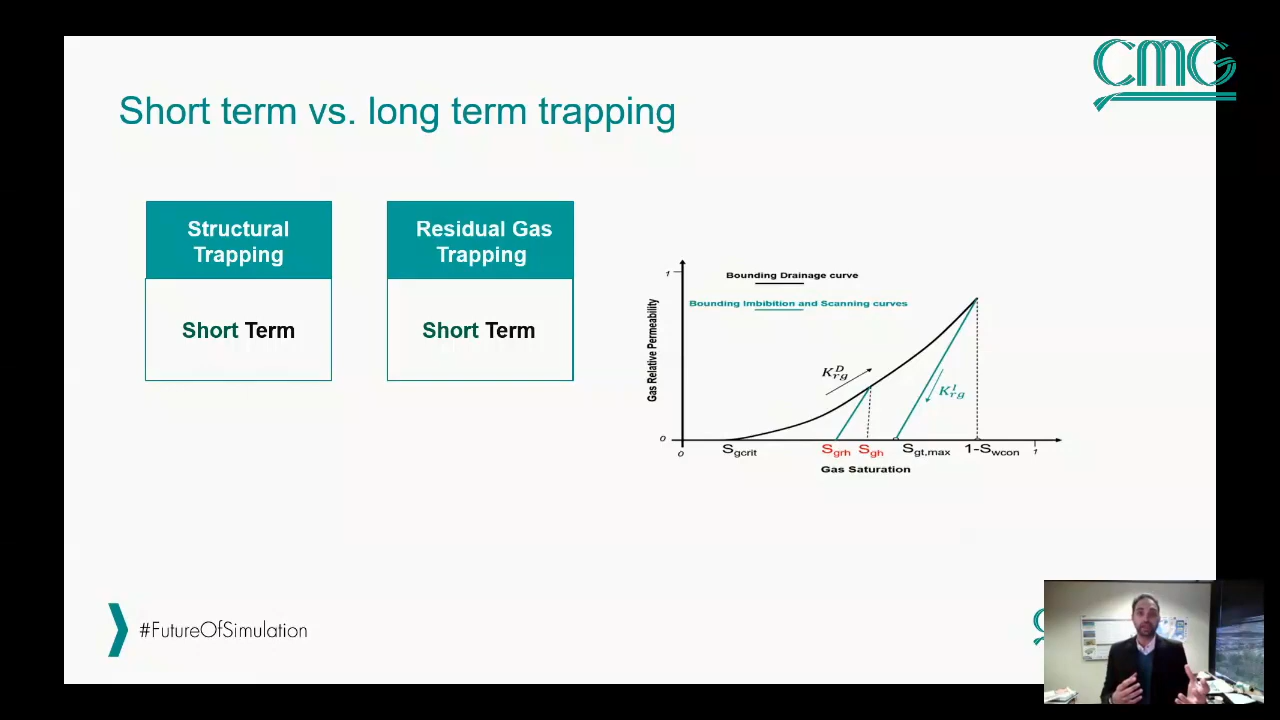 CMG
Short term vs. long term trapping
Structural
Trapping
Short Term
Residual Gas
Trapping
Short Term
1
Bounding Drainage curve
Bounding Imbibition and Scanning curves
Gas Relative Permeability
K_rg^D
K_rg^I
0
S_gcrit
S_grh
S_gh
S_gt,max
1-S_wcon
0
1
Gas Saturation
#FutureOfSimulation